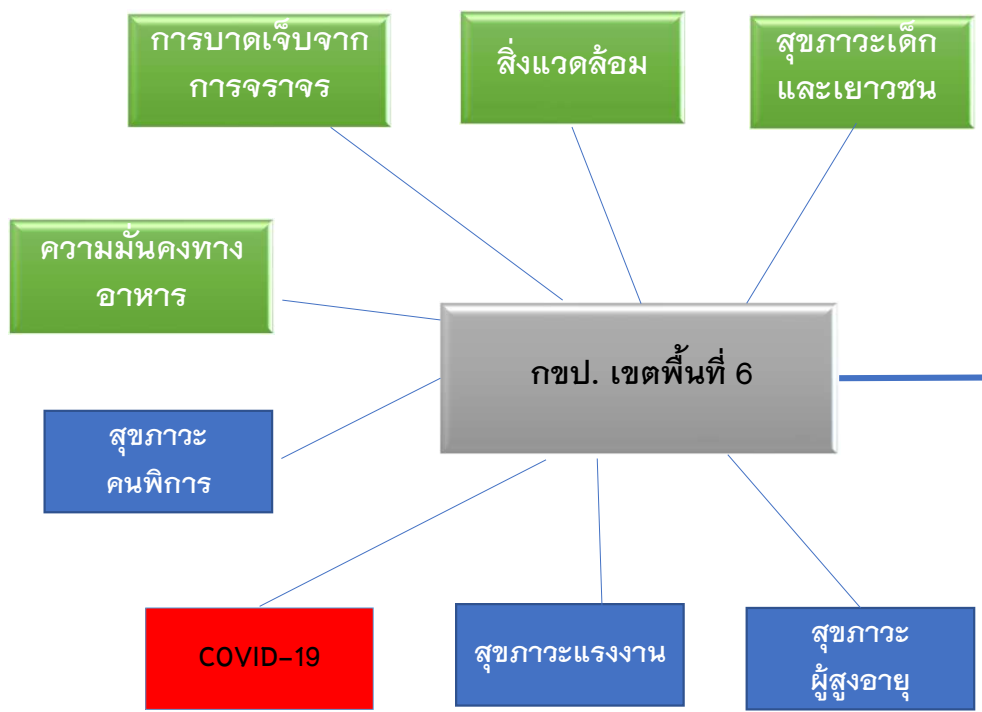 การบาดเจ็บจาก
การจราจร
สิ่งแวดล้อม
สุขภาวะเด็ก
และเยาวชน
ความมั่นคงทาง
อาหาร
กขป. เขตพื้นที่ 6
สุขภาวะ
คนพิการ
COVID-19
สุขภาวะแรงงาน
สุขภาวะ
ผู้สูงอายุ